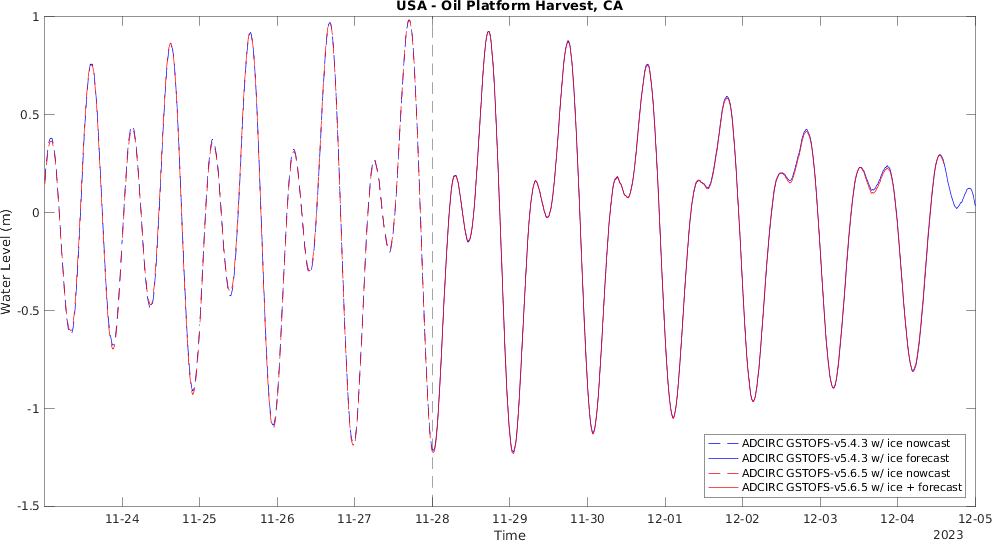 USA - Oil Platform Harvest, CA
1
0.5
0
-0.5
-1
-1.5
Water Level (m)
ADCIRC GSTOFS-v5.4.3 w/ ice nowcast
ADCIRC GSTOFS-v5.4.3 w/ ice forecast
ADCIRC GSTOFS-v5.6.5 w/ ice nowcast
ADCIRC GSTOFS-v5.6.5 w/ ice + forecast
11-24 11-25 11-26 11-27 11-28 11-29 11-30 12-01 12-02 12-03 12-04 12-05
Time
2023